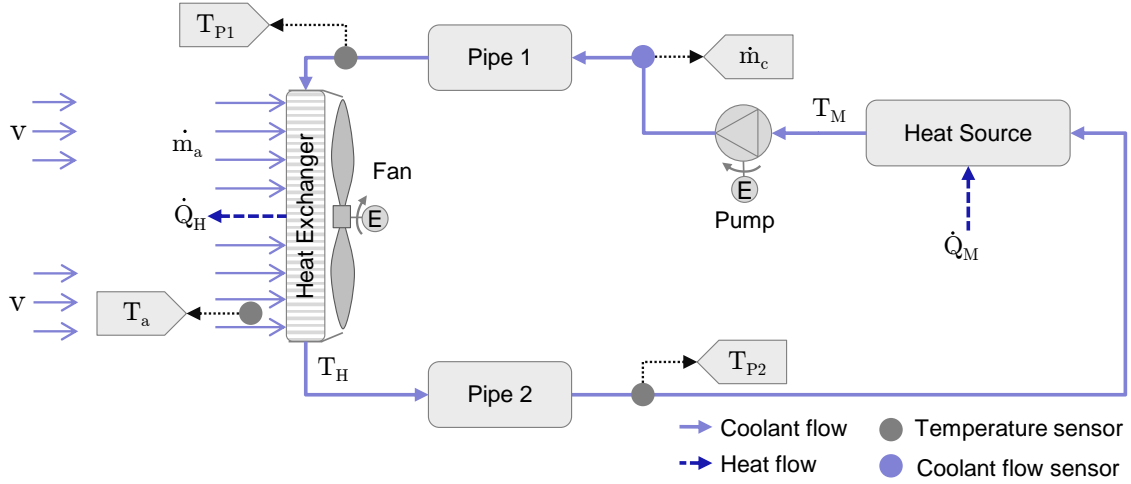 T_P1
Pipe 1
ṁ_c
T_M
Heat Source
v
ṁ_a
Heat Exchanger
Fan
E
E
Pump
Q̇_H
Q̇_M
v
T_a
T_H
Pipe 2
T_P2
Coolant flow
Temperature sensor
Heat flow
Coolant flow sensor